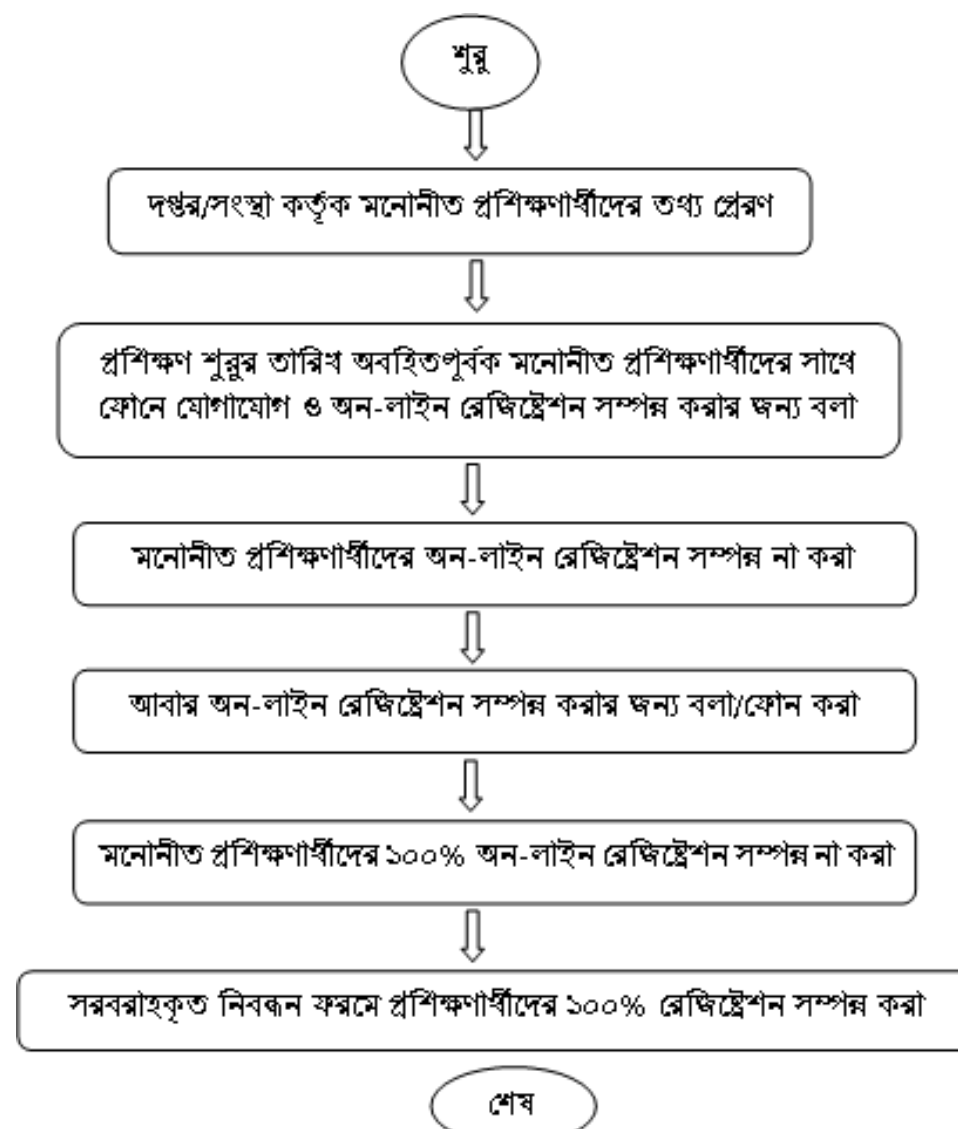 শুরু
দপ্তর/সংস্থা কর্তৃক মনোনীত প্রশিক্ষণার্থীদের তথ্য প্রেরণ
প্রশিক্ষণ শুরুর তারিখ অবহিতপূর্বক মনোনীত প্রশিক্ষণার্থীদের সাথে
ফোনে যোগাযোগ ও অন-লাইন রেজিষ্ট্রেশন সম্পন্ন করার জন্য বলা
মনোনীত প্রশিক্ষণার্থীদের অন-লাইন রেজিষ্ট্রেশন সম্পন্ন না করা
আবার অন-লাইন রেজিষ্ট্রেশন সম্পন্ন করার জন্য বলা/ফোন করা
মনোনীত প্রশিক্ষণার্থীদের ১০০% অন-লাইন রেজিষ্ট্রেশন সম্পন্ন না করা
সরবরাহকৃত নিবন্ধন ফরমে প্রশিক্ষণার্থীদের ১০০% রেজিষ্ট্রেশন সম্পন্ন করা
শেষ